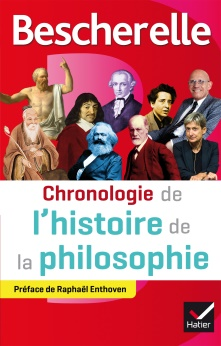 Bescherelle
Chronologie de
l'histoire de
la philosophie
Préface de Raphaël Enthoven
Hatier